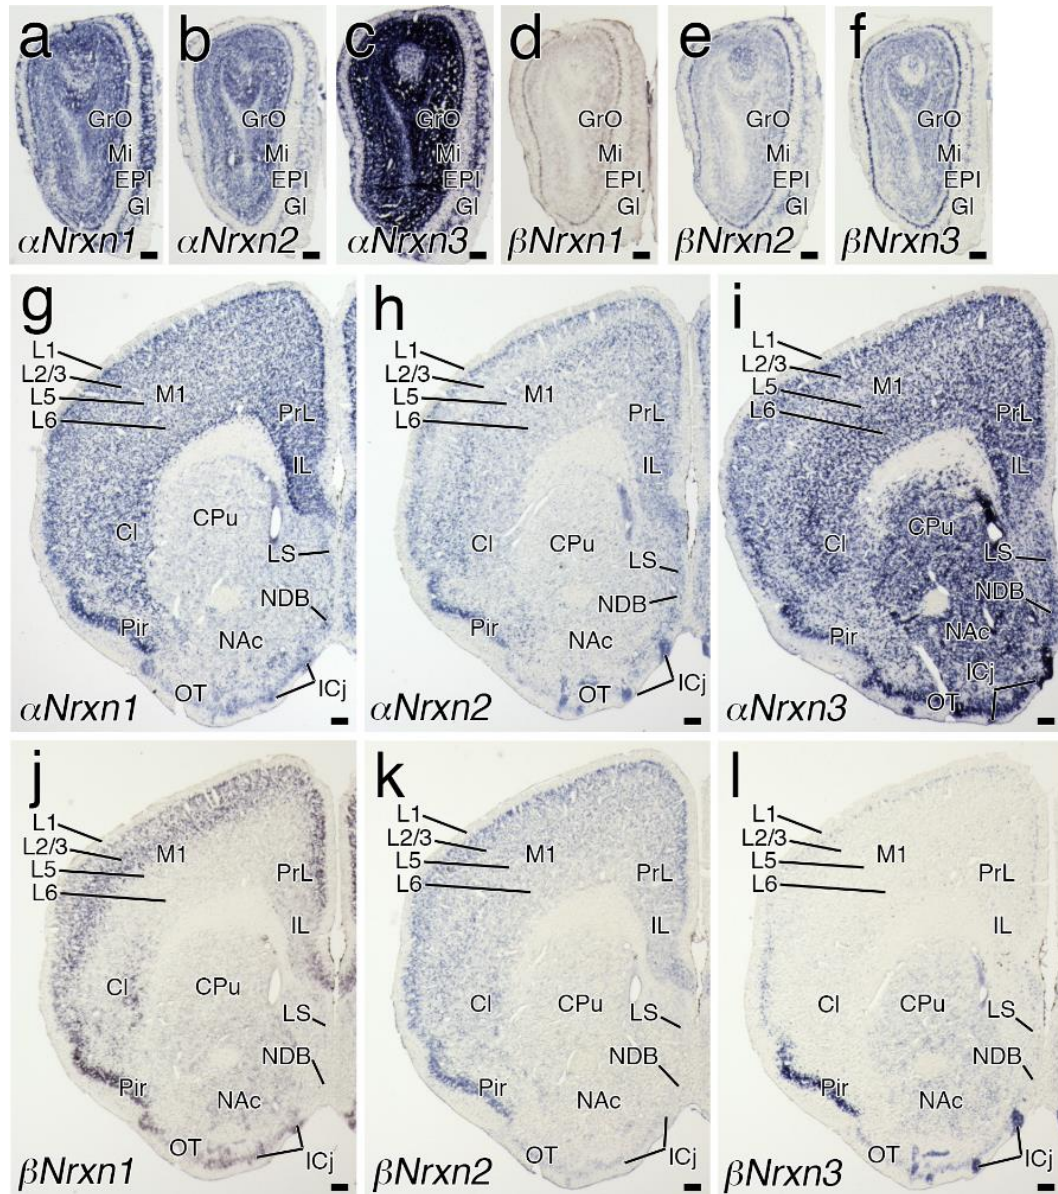 a b c d e f
GrO GrO GrO GrO GrO GrO
Mi Mi Mi Mi Mi Mi
EPl EPl EPl EPl EPl EPl
Gl Gl Gl Gl Gl Gl
αNrxn1 αNrxn2 αNrxn3 βNrxn1 βNrxn2 βNrxn3
g
L1
L2/3
L5
L6
M1
PrL
IL
CPu
Cl
LS
NDB
Pir
NAc
OT
ICj
αNrxn1
h
L1
L2/3
L5
L6
M1
PrL
IL
Cl
CPu
LS
NDB
Pir
NAc
OT
ICj
αNrxn2
i
L1
L2/3
L5
L6
M1
PrL
IL
CPu
Cl
LS
NDB
Pir
NAc
ICj
OT
αNrxn3
j
L1
L2/3
L5
L6
M1
PrL
IL
Cl
CPu
LS
NDB
Pir
NAc
OT
ICj
βNrxn1
k
L1
L2/3
L5
L6
M1
PrL
IL
Cl
CPu
LS
NDB
Pir
NAc
OT
ICj
βNrxn2
l
L1
L2/3
L5
L6
M1
PrL
IL
Cl
CPu
LS
NDB
Pir
NAc
OT
ICj
βNrxn3